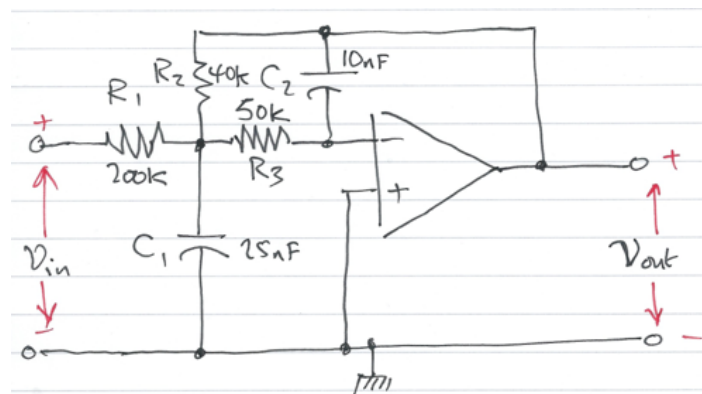 R₂
40k
C₂
10nF
R₁
50k
+
−
200k
R₃
+
+
C₁
25nF
Vin
Vout
−
−